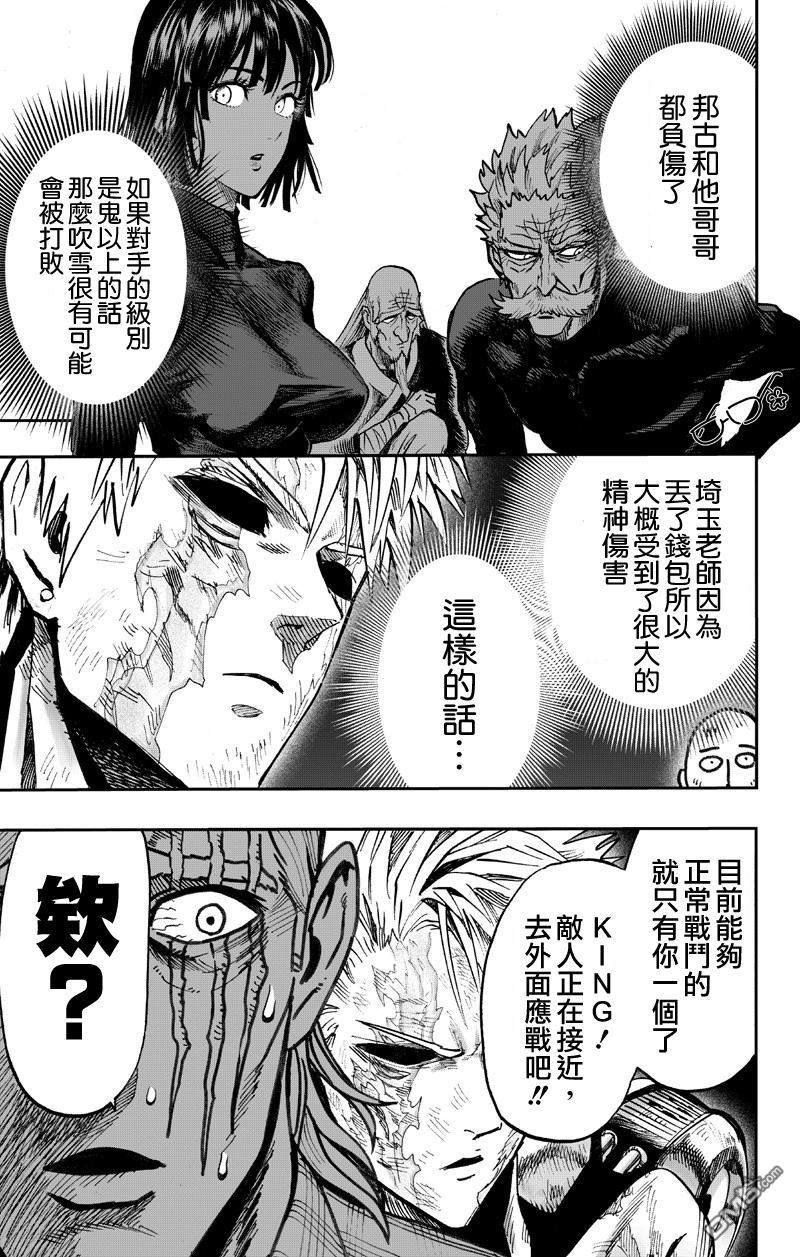 邦古和他哥哥
都負傷了
如果對手的級別
是鬼以上的話
那麼吹雪很有可能
會被打敗
埼玉老師因為
丟了錢包所以
大概受到了很大的
精神傷害
這樣的話…
目前能夠
正常戰鬥的
就只有你一個了
KING！
敵人正在接近，
去外面應戰吧!!
欸？